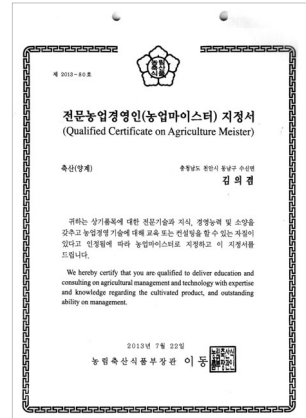 농림
축산
식품
제 2013-80호
전문농업경영인(농업마이스터) 지정서
(Qualified Certificate on Agriculture Meister)
축산(양계)
충청남도 천안시 동남구 수신면
김 의 겸
귀하는 상기품목에 대한 전문기술과 지식, 경영능력 및 소양을
갖추고 농업경영 기술에 대해 교육 또는 컨설팅을 할 수 있는 자질이
있다고 인정됨에 따라 농업마이스터로 지정하고 이 지정서를
드립니다.
We hereby certify that you are qualified to deliver education and
consulting on agricultural management and technology with expertise
and knowledge regarding the cultivated product, and outstanding
ability on management.
2013년 7월 22일
농림축산식품부장관 이 동